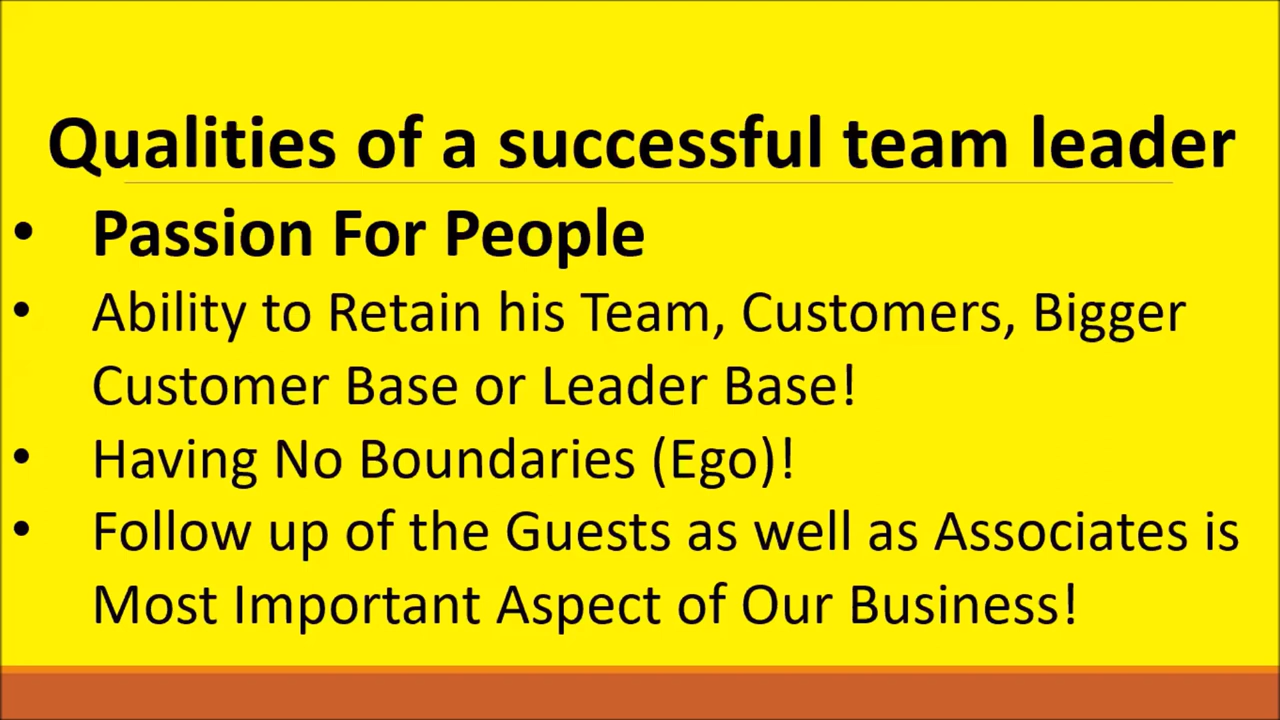 Qualities of a successful team leader
• Passion For People
• Ability to Retain his Team, Customers, Bigger
Customer Base or Leader Base!
• Having No Boundaries (Ego)!
• Follow up of the Guests as well as Associates is
Most Important Aspect of Our Business!